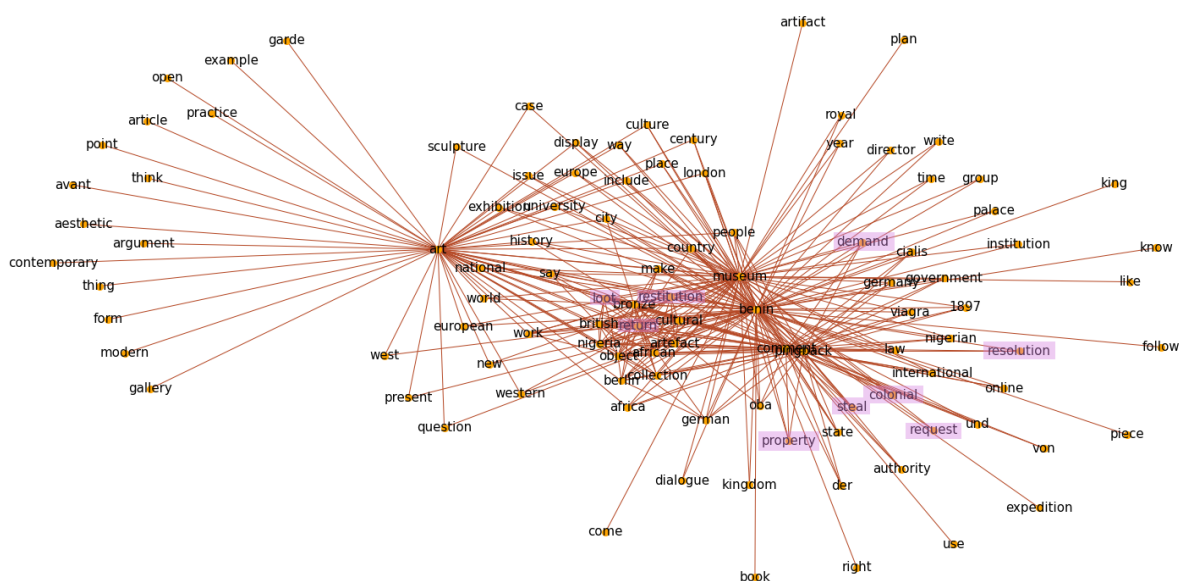 artifact
garde
plan
example
open
practice
case
royal
article
culture
century
display
way
year
write
point
sculpture
director
place
issue
europe
include
london
think
time
group
avant
king
exhibition
university
city
palace
aesthetic
people
argument
history
demand
art
country
cialis
institution
know
contemporary
national
say
make
museum
germany
government
like
thing
world
loot
restitution
bronze
benin
1897
viagra
form
european
british
return
cultural
work
nigeria
artefact
comment
pingback
law
nigerian
resolution
follow
modern
west
object
african
new
berlin
collection
international
online
gallery
present
western
africa
oba
steal
colonial
question
german
property
state
request
und
von
piece
authority
dialogue
kingdom
der
expedition
come
use
right
book